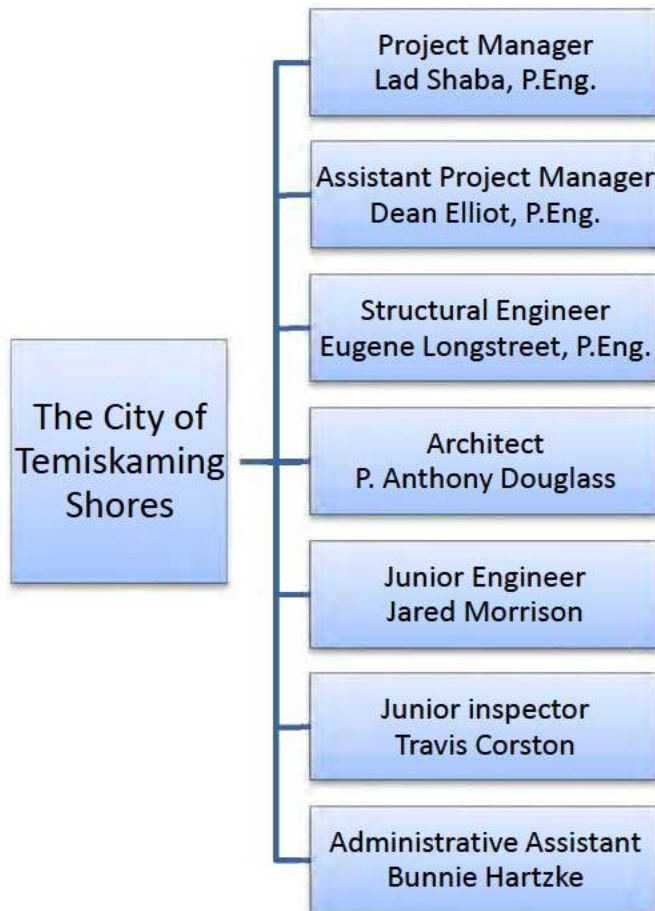 The City of
Temiskaming
Shores
Project Manager
Lad Shaba, P.Eng.
Assistant Project Manager
Dean Elliot, P.Eng.
Structural Engineer
Eugene Longstreet, P.Eng.
Architect
P. Anthony Douglass
Junior Engineer
Jared Morrison
Junior inspector
Travis Corston
Administrative Assistant
Bunnie Hartzke